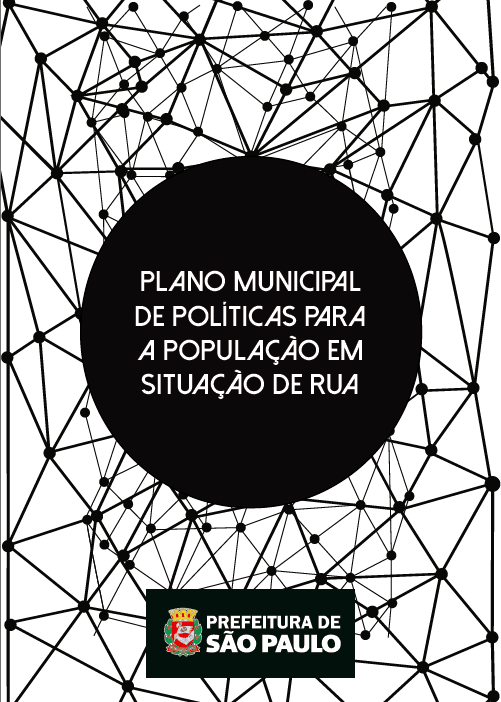 PLANO MUNICIPAL
DE POLÍTICAS PARA
A POPULAÇÃO EM
SITUAÇÃO DE RUA
PREFEITURA DE
SÃO PAULO